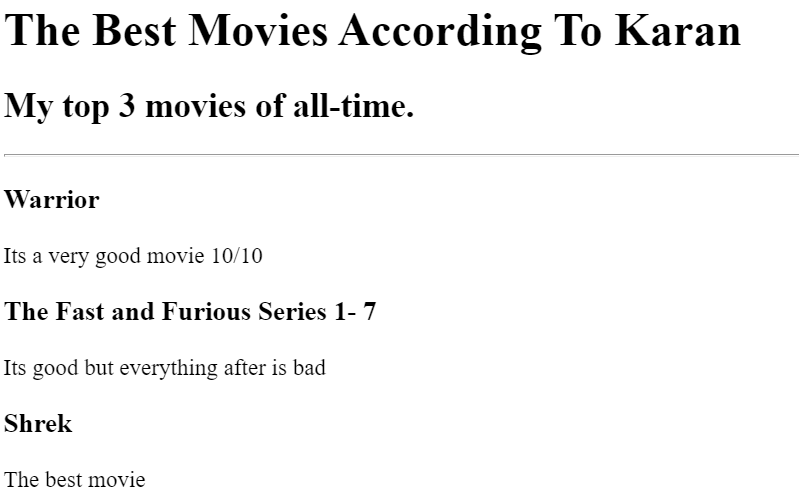 The Best Movies According To Karan
My top 3 movies of all-time.
Warrior
Its a very good movie 10/10
The Fast and Furious Series 1- 7
Its good but everything after is bad
Shrek
The best movie